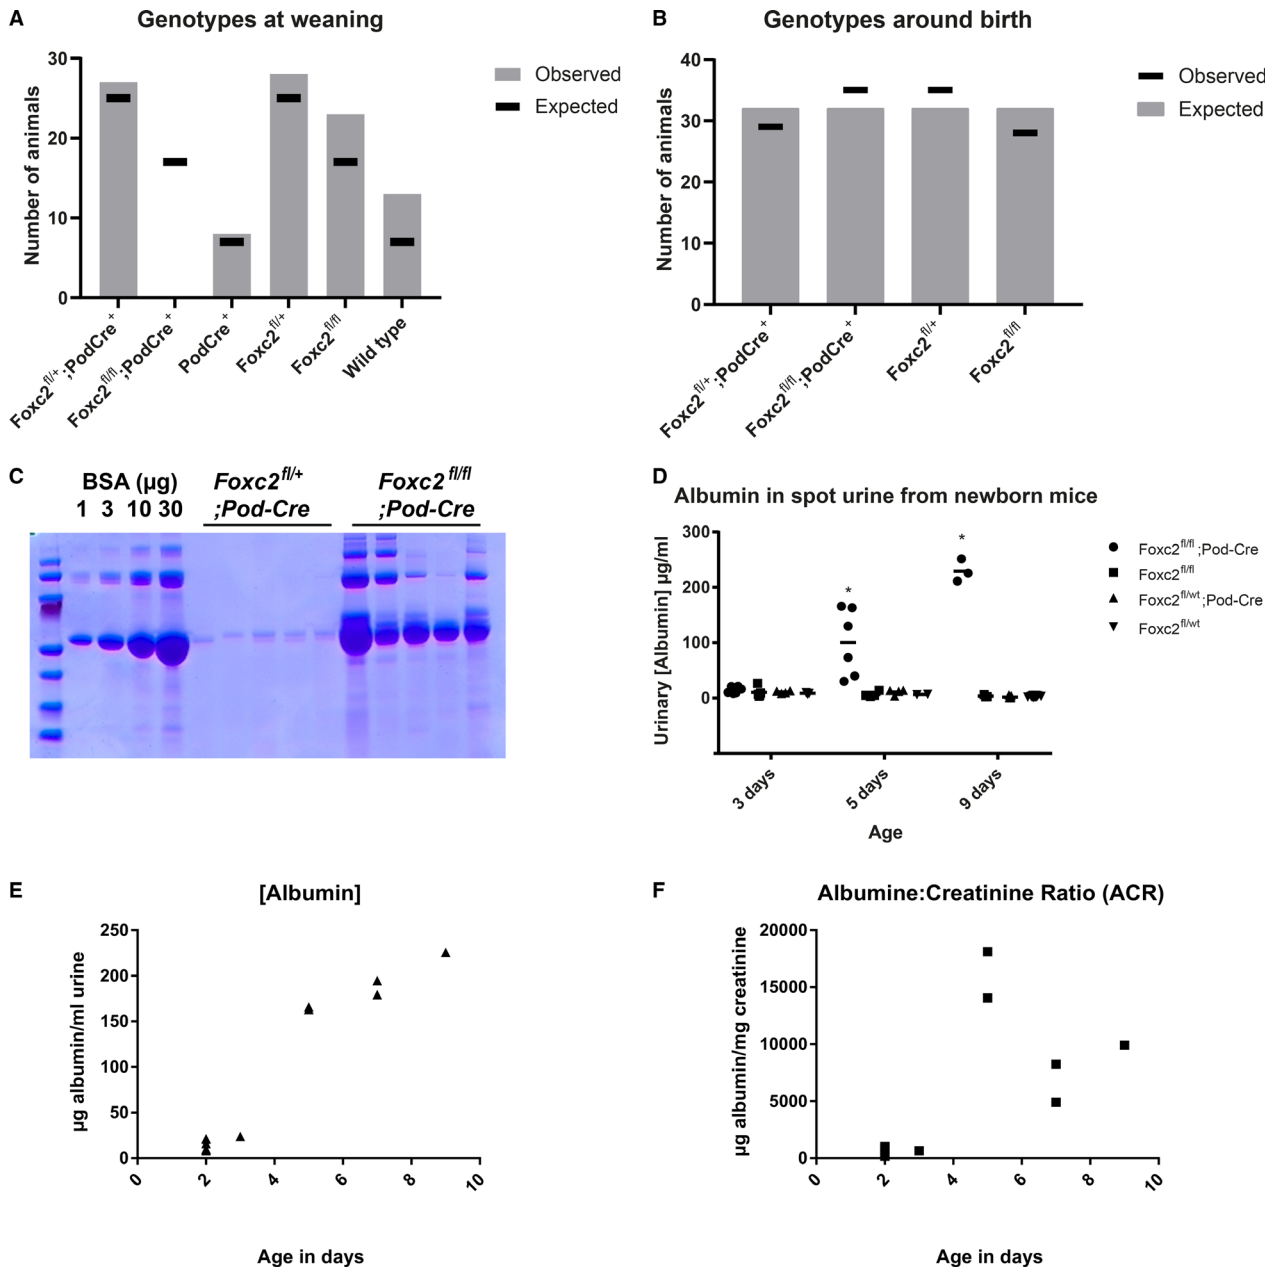 A
Genotypes at weaning
Number of animals
30
20
10
0
Observed
Expected
Foxc2fl/+;PodCre+
Foxc2fl/fl;PodCre+
PodCre+
Foxc2fl/+
Foxc2fl/fl
Wild type
B
Genotypes around birth
Number of animals
40
30
20
10
0
Observed
Expected
Foxc2fl/+;PodCre+
Foxc2fl/fl;PodCre+
Foxc2fl/+
Foxc2fl/fl
C
BSA (µg)
1 3 10 30
Foxc2fl/+
;Pod-Cre
Foxc2fl/fl
;Pod-Cre
D
Albumin in spot urine from newborn mice
Urinary [Albumin] µg/ml
300
200
100
0
*
*
3 days
5 days
9 days
Age
Foxc2fl/fl;Pod-Cre
Foxc2fl/fl
Foxc2fl/wt;Pod-Cre
Foxc2fl/wt
E
[Albumin]
µg albumin/ml urine
250
200
150
100
50
0
0 2 4 6 8 10
Age in days
F
Albumine:Creatinine Ratio (ACR)
µg albumin/mg creatinine
20000
15000
10000
5000
0
0 2 4 6 8 10
Age in days